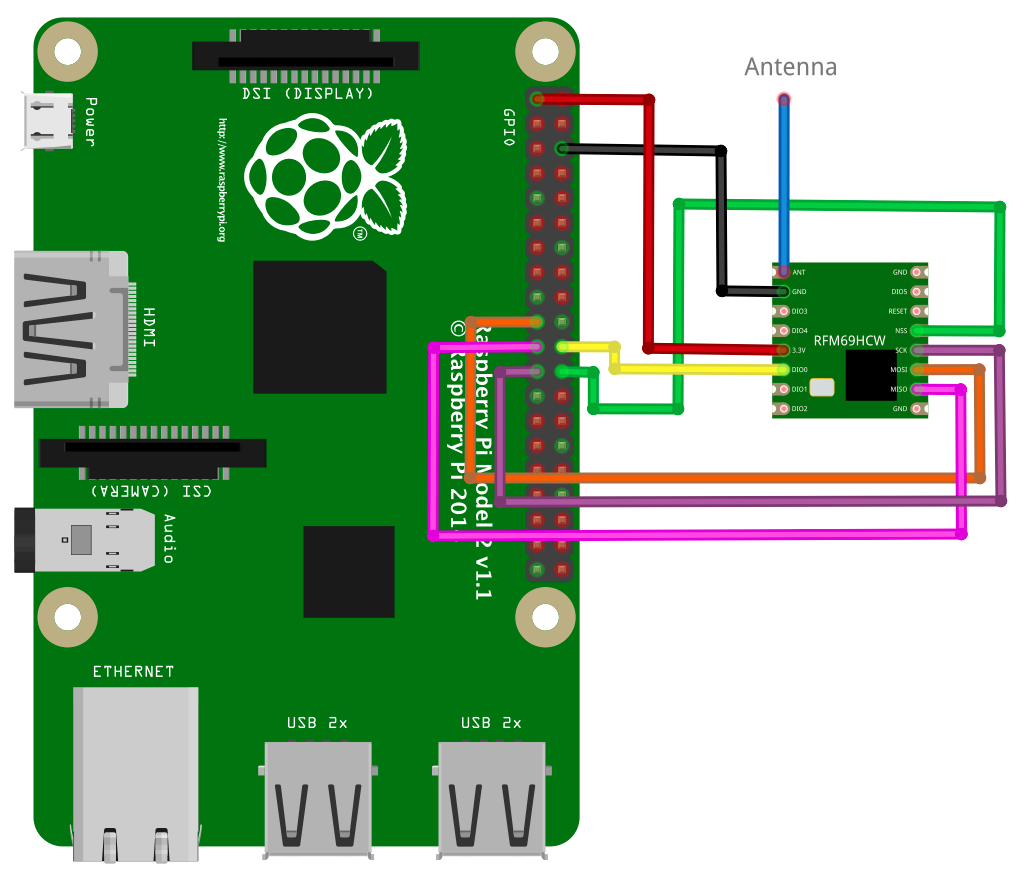 Antenna
DSI (DISPLAY)
Power
GPIO
http://www.raspberrypi.org
TM
HDMI
Raspberry Pi Model 2 v1.1
© Raspberry Pi 201
CSI (CAMERA)
Audio
ETHERNET
USB 2x
USB 2x
ANT
GND
DIO3
DIO4
3.3V
DIO0
DIO1
DIO2
RFM69HCW
GND
DIO5
RESET
NSS
SCK
MOSI
MISO
GND